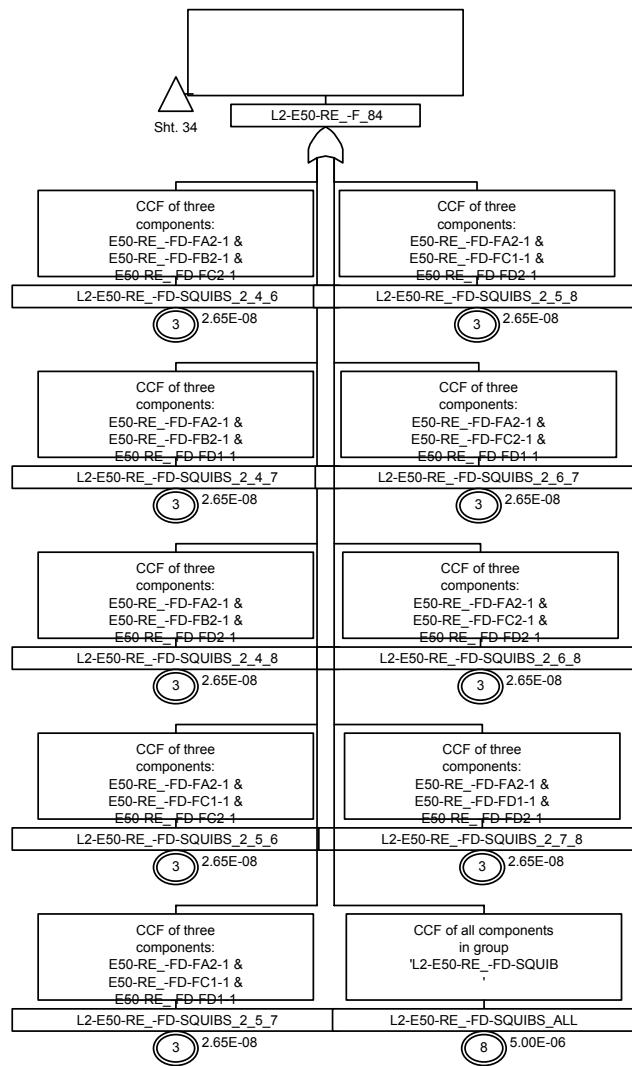 Sht. 34
L2-E50-RE_-F_84
CCF of three
components:
E50-RE_-FD-FA2-1 &
E50-RE_-FD-FB2-1 &
E50-RE_-FD-FC2-1
L2-E50-RE_-FD-SQUIBS_2_4_6
3
2.65E-08
CCF of three
components:
E50-RE_-FD-FA2-1 &
E50-RE_-FD-FC1-1 &
E50-RE_-FD-FD2-1
L2-E50-RE_-FD-SQUIBS_2_5_8
3
2.65E-08
CCF of three
components:
E50-RE_-FD-FA2-1 &
E50-RE_-FD-FB2-1 &
E50-RE_-FD-FD1-1
L2-E50-RE_-FD-SQUIBS_2_4_7
3
2.65E-08
CCF of three
components:
E50-RE_-FD-FA2-1 &
E50-RE_-FD-FC2-1 &
E50-RE_-FD-FD1-1
L2-E50-RE_-FD-SQUIBS_2_6_7
3
2.65E-08
CCF of three
components:
E50-RE_-FD-FA2-1 &
E50-RE_-FD-FB2-1 &
E50-RE_-FD-FD2-1
L2-E50-RE_-FD-SQUIBS_2_4_8
3
2.65E-08
CCF of three
components:
E50-RE_-FD-FA2-1 &
E50-RE_-FD-FC2-1 &
E50-RE_-FD-FD2-1
L2-E50-RE_-FD-SQUIBS_2_6_8
3
2.65E-08
CCF of three
components:
E50-RE_-FD-FA2-1 &
E50-RE_-FD-FC1-1 &
E50-RE_-FD-FC2-1
L2-E50-RE_-FD-SQUIBS_2_5_6
3
2.65E-08
CCF of three
components:
E50-RE_-FD-FA2-1 &
E50-RE_-FD-FD1-1 &
E50-RE_-FD-FD2-1
L2-E50-RE_-FD-SQUIBS_2_7_8
3
2.65E-08
CCF of three
components:
E50-RE_-FD-FA2-1 &
E50-RE_-FD-FC1-1 &
E50-RE_-FD-FD1-1
L2-E50-RE_-FD-SQUIBS_2_5_7
3
2.65E-08
CCF of all components
in group
'L2-E50-RE_-FD-SQUIB
'
L2-E50-RE_-FD-SQUIBS_ALL
8
5.00E-06